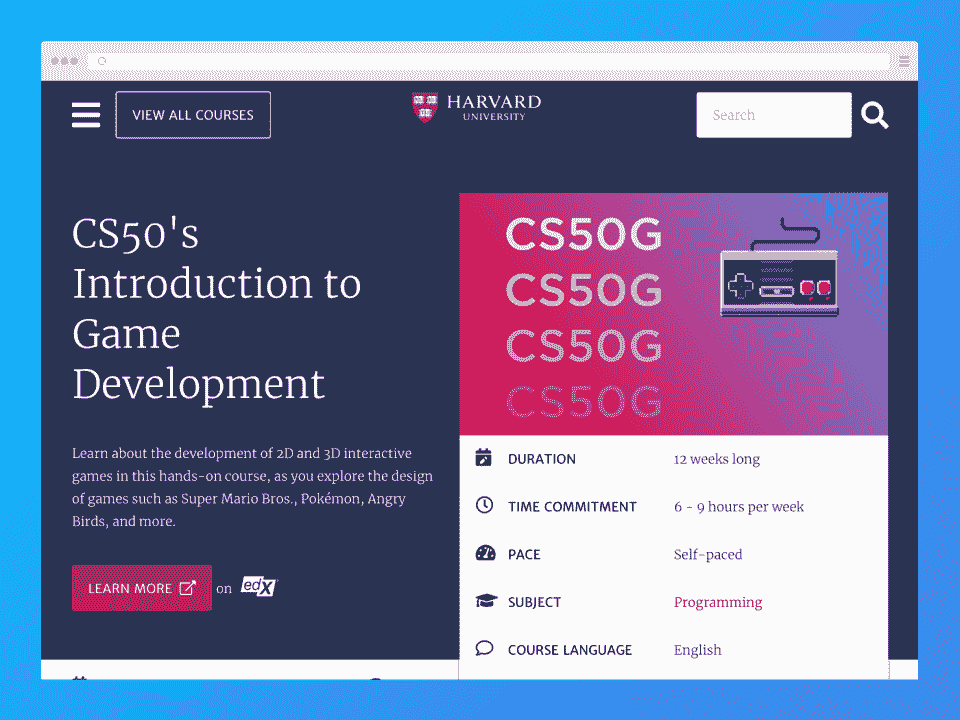 VIEW ALL COURSES
HARVARD
UNIVERSITY
Search
CS50's
Introduction to
Game
Development
Learn about the development of 2D and 3D interactive
games in this hands-on course, as you explore the design
of games such as Super Mario Bros., Pokémon, Angry
Birds, and more.
LEARN MORE on edX
CS50G
CS50G
CS50G
CS50G
DURATION 12 weeks long
TIME COMMITMENT 6 - 9 hours per week
PACE Self-paced
SUBJECT Programming
COURSE LANGUAGE English